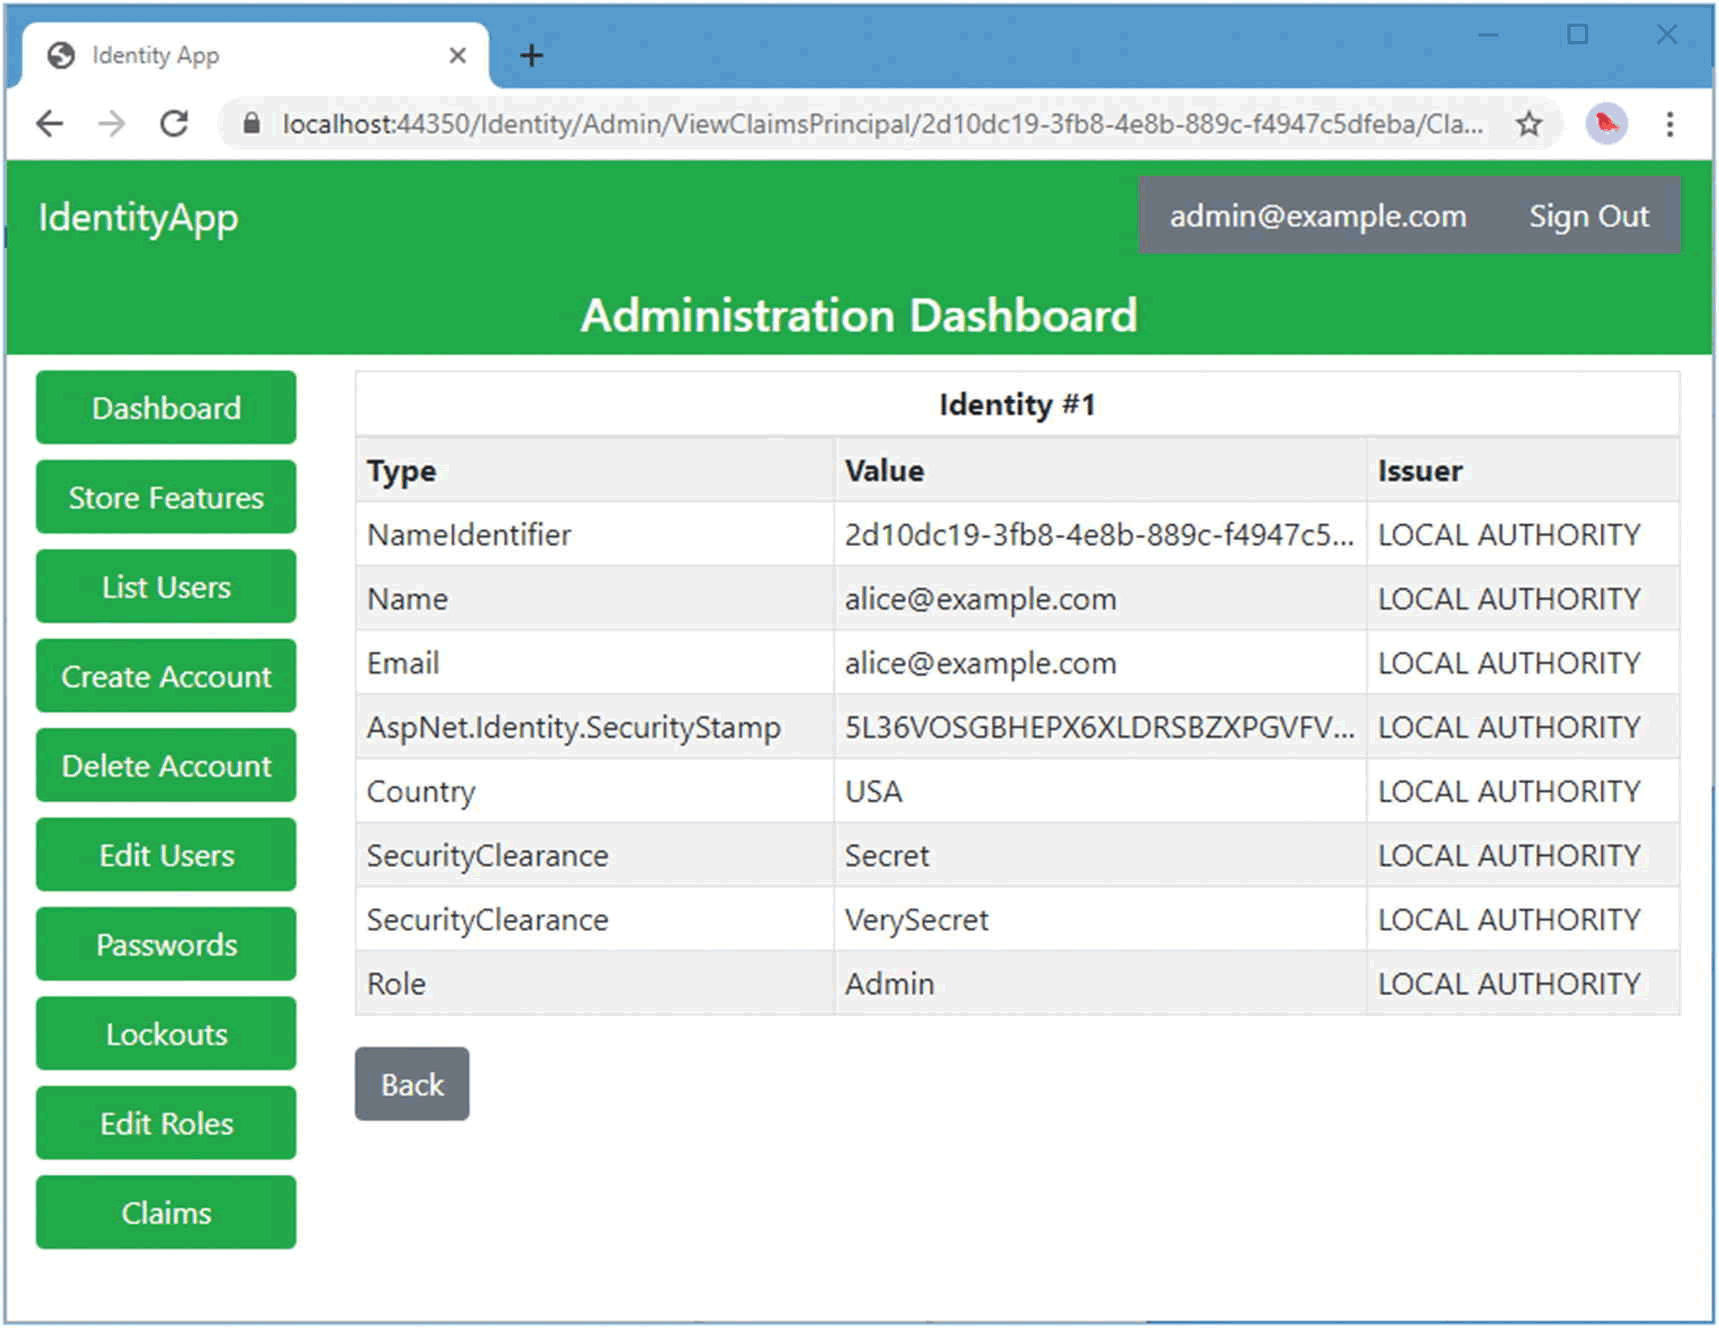 Identity App
localhost:44350/Identity/Admin/ViewClaimsPrincipal/2d10dc19-3fb8-4e8b-889c-f4947c5dfeba/Cla...
IdentityApp
admin@example.com Sign Out
Administration Dashboard
Dashboard
Store Features
List Users
Create Account
Delete Account
Edit Users
Passwords
Lockouts
Edit Roles
Claims
Identity #1
Type Value Issuer
NameIdentifier 2d10dc19-3fb8-4e8b-889c-f4947c5... LOCAL AUTHORITY
Name alice@example.com LOCAL AUTHORITY
Email alice@example.com LOCAL AUTHORITY
AspNet.Identity.SecurityStamp 5L36VOSGBHEPX6XLDRSBZXPGVFV... LOCAL AUTHORITY
Country USA LOCAL AUTHORITY
SecurityClearance Secret LOCAL AUTHORITY
SecurityClearance VerySecret LOCAL AUTHORITY
Role Admin LOCAL AUTHORITY
Back